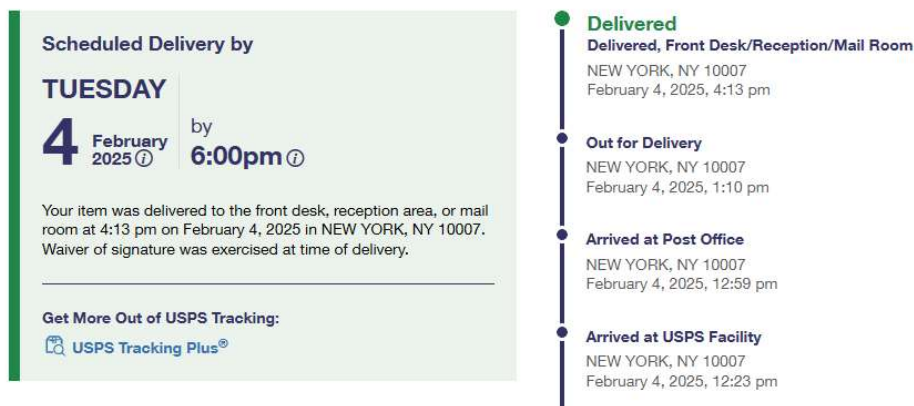 Scheduled Delivery by
TUESDAY
4 February
2025 ⓘ
by
6:00pm ⓘ
Your item was delivered to the front desk, reception area, or mail
room at 4:13 pm on February 4, 2025 in NEW YORK, NY 10007.
Waiver of signature was exercised at time of delivery.
Get More Out of USPS Tracking:
USPS Tracking Plus®
Delivered
Delivered, Front Desk/Reception/Mail Room
NEW YORK, NY 10007
February 4, 2025, 4:13 pm
Out for Delivery
NEW YORK, NY 10007
February 4, 2025, 1:10 pm
Arrived at Post Office
NEW YORK, NY 10007
February 4, 2025, 12:59 pm
Arrived at USPS Facility
NEW YORK, NY 10007
February 4, 2025, 12:23 pm